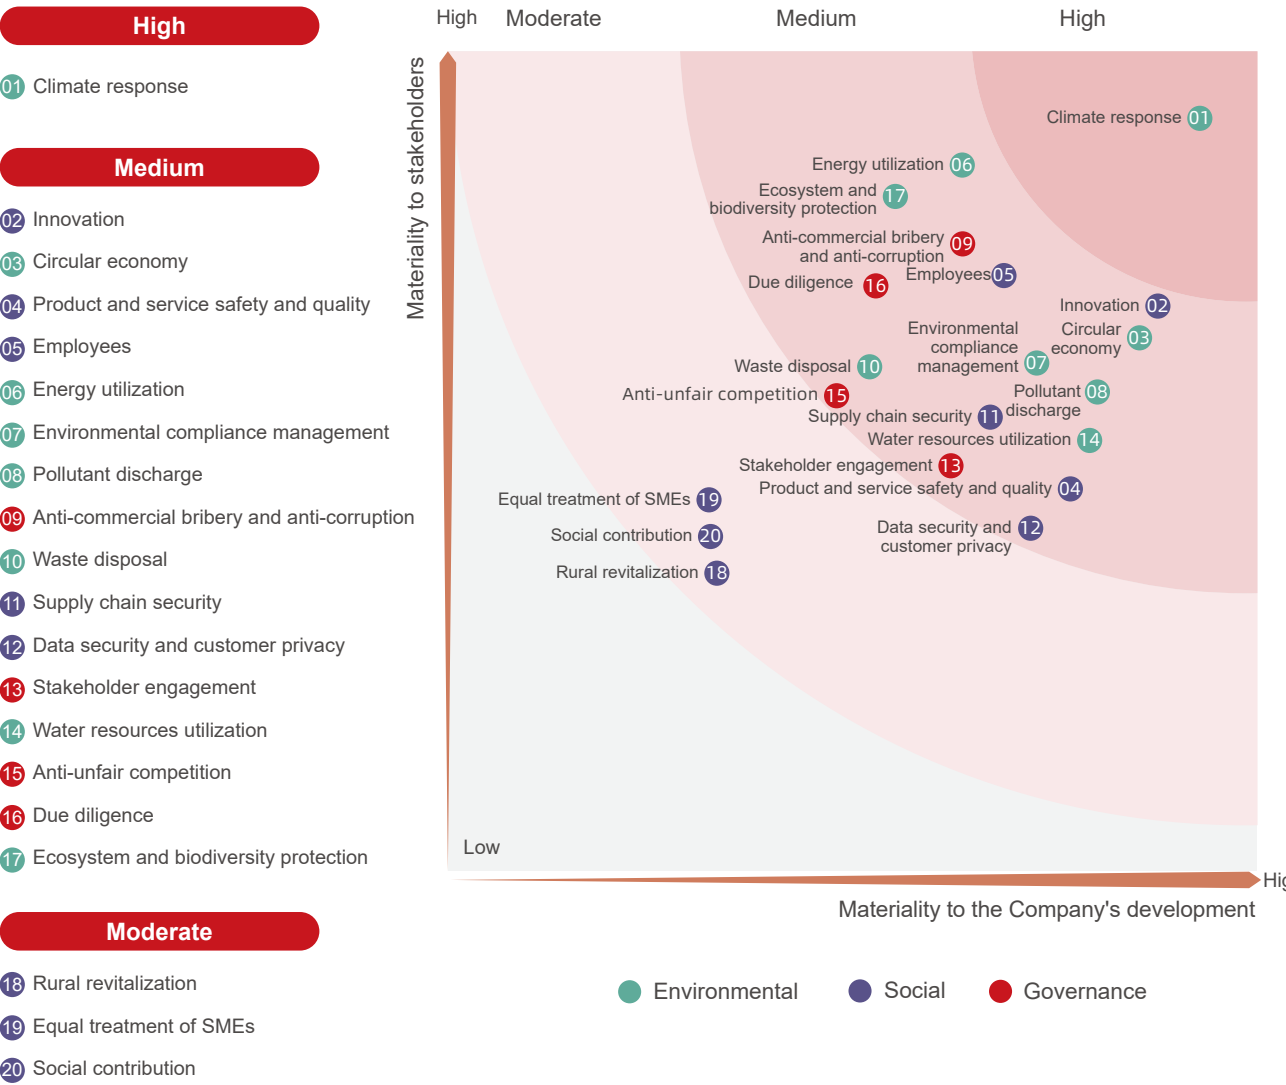 High
01 Climate response
Medium
02 Innovation
03 Circular economy
04 Product and service safety and quality
05 Employees
06 Energy utilization
07 Environmental compliance management
08 Pollutant discharge
09 Anti-commercial bribery and anti-corruption
10 Waste disposal
11 Supply chain security
12 Data security and customer privacy
13 Stakeholder engagement
14 Water resources utilization
15 Anti-unfair competition
16 Due diligence
17 Ecosystem and biodiversity protection
Moderate
18 Rural revitalization
19 Equal treatment of SMEs
20 Social contribution
High Moderate Medium High
Materiality to stakeholders
Climate response 01
Energy utilization 06
Ecosystem and
biodiversity protection 17
Anti-commercial bribery
and anti-corruption 09
Employees 05
Due diligence 16
Innovation 02
Circular
economy 03
Environmental
compliance
management 07
Waste disposal 10
Pollutant
discharge 08
Anti-unfair competition 15
Supply chain security 11
Water resources utilization 14
Stakeholder engagement 13
Product and service safety and quality 04
Equal treatment of SMEs 19
Data security and
customer privacy 12
Social contribution 20
Rural revitalization 18
Low
Materiality to the Company's development
Environmental Social Governance